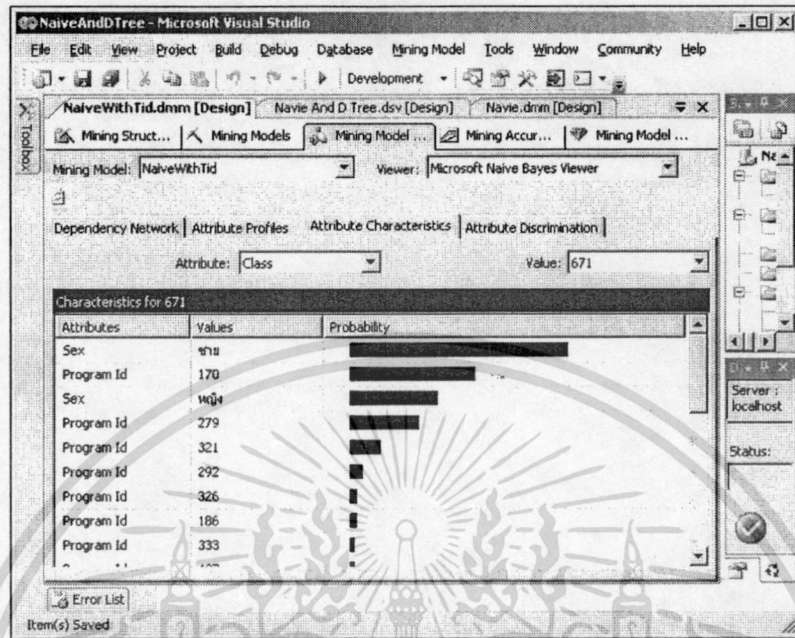 NaiveAndDTree - Microsoft Visual Studio
File Edit View Project Build Debug Database Mining Model Tools Window Community Help
Development
Toolbox
NaiveWithTid.dmm [Design] Navie And D Tree.dsv [Design] Navie.dmm [Design]
Mining Struct... Mining Models Mining Model ... Mining Accur... Mining Model ...
Mining Model: NaiveWithTid Viewer: Microsoft Naive Bayes Viewer
Dependency Network Attribute Profiles Attribute Characteristics Attribute Discrimination
Attribute: Class Value: 671
Characteristics for 671
Attributes Values Probability
Sex ชาย
Program Id 170
Sex หญิง
Program Id 279
Program Id 321
Program Id 292
Program Id 326
Program Id 186
Program Id 333
Server :
localhost
Status:
Error List
Item(s) Saved